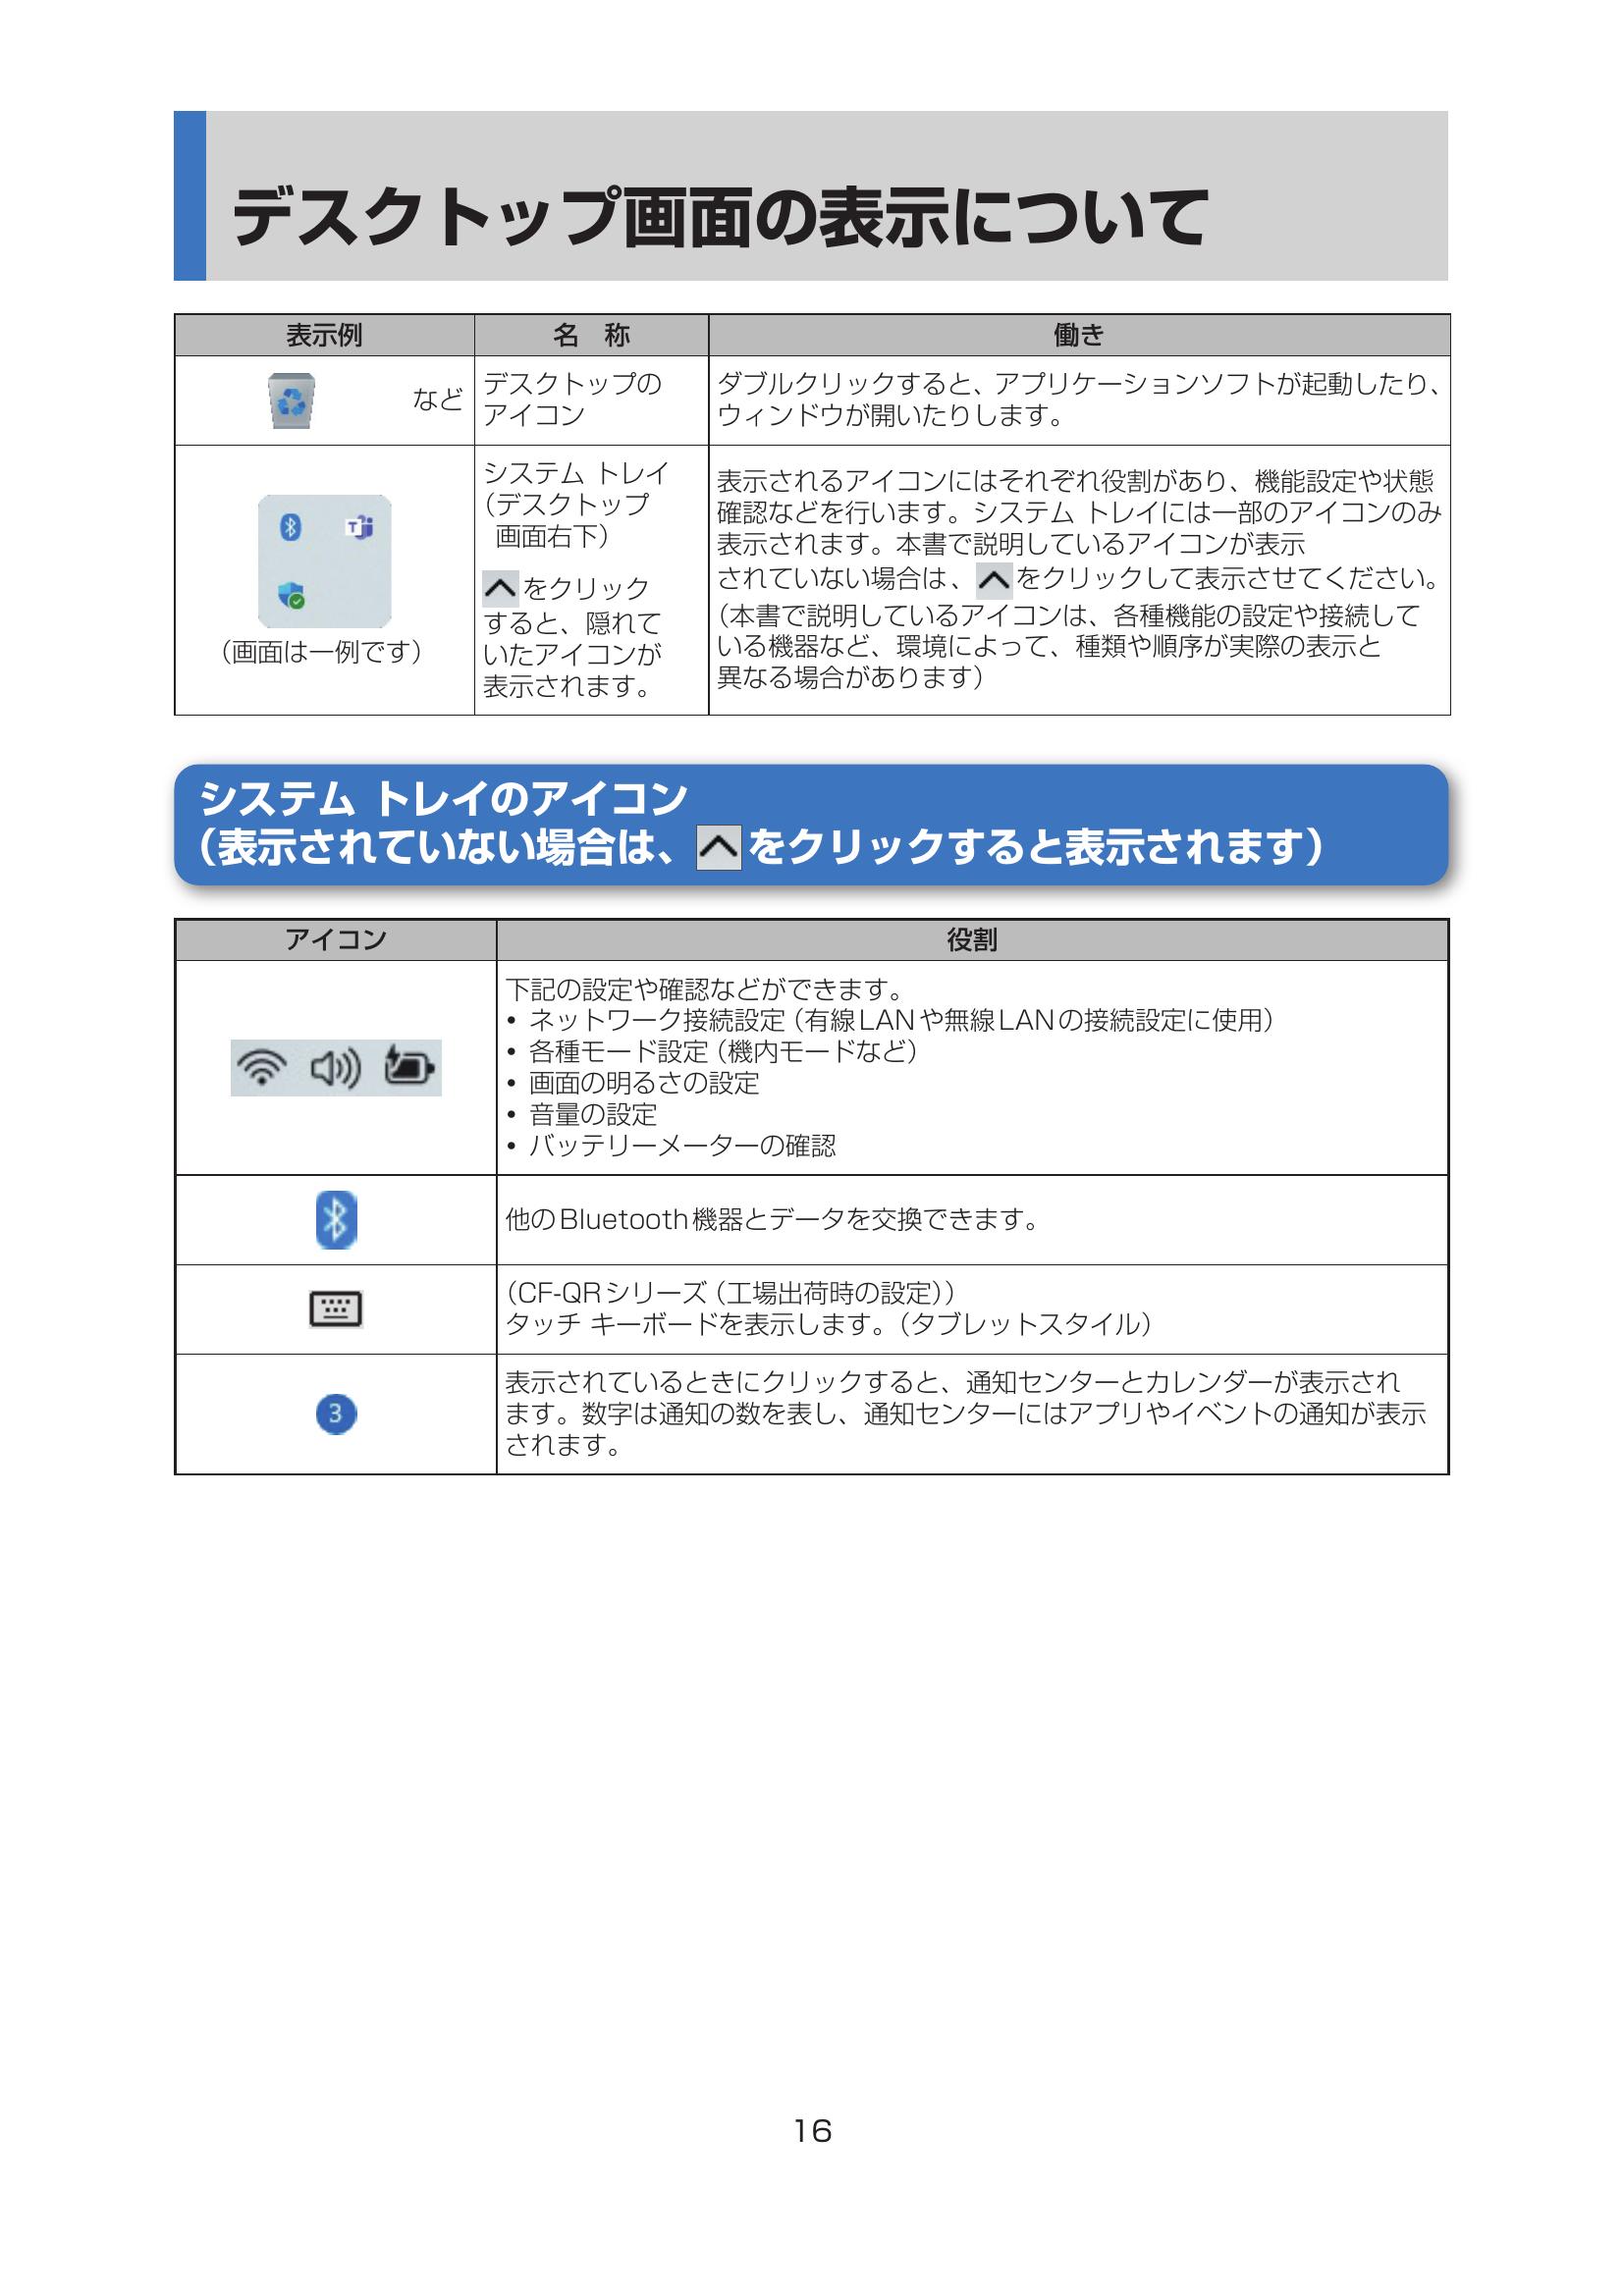 デスクトップ画面の表示について
表示例
名　称
働き
など
デスクトップの
アイコン
ダブルクリックすると、アプリケーションソフトが起動したり、
ウィンドウが開いたりします。
（画面は一例です）
システム トレイ
（デスクトップ
画面右下）
をクリック
すると、隠れて
いたアイコンが
表示されます。
表示されるアイコンにはそれぞれ役割があり、機能設定や状態
確認などを行います。システム トレイには一部のアイコンのみ
表示されます。本書で説明しているアイコンが表示
されていない場合は、をクリックして表示させてください。
（本書で説明しているアイコンは、各種機能の設定や接続して
いる機器など、環境によって、種類や順序が実際の表示と
異なる場合があります）
システム トレイのアイコン
（表示されていない場合は、をクリックすると表示されます）
アイコン
役割
下記の設定や確認などができます。
• ネットワーク接続設定（有線LANや無線LANの接続設定に使用）
• 各種モード設定（機内モードなど）
• 画面の明るさの設定
• 音量の設定
• バッテリーメーターの確認
他のBluetooth機器とデータを交換できます。
（CF-QRシリーズ（工場出荷時の設定））
タッチ キーボードを表示します。（タブレットスタイル）
3
表示されているときにクリックすると、通知センターとカレンダーが表示され
ます。数字は通知の数を表し、通知センターにはアプリやイベントの通知が表示
されます。
16